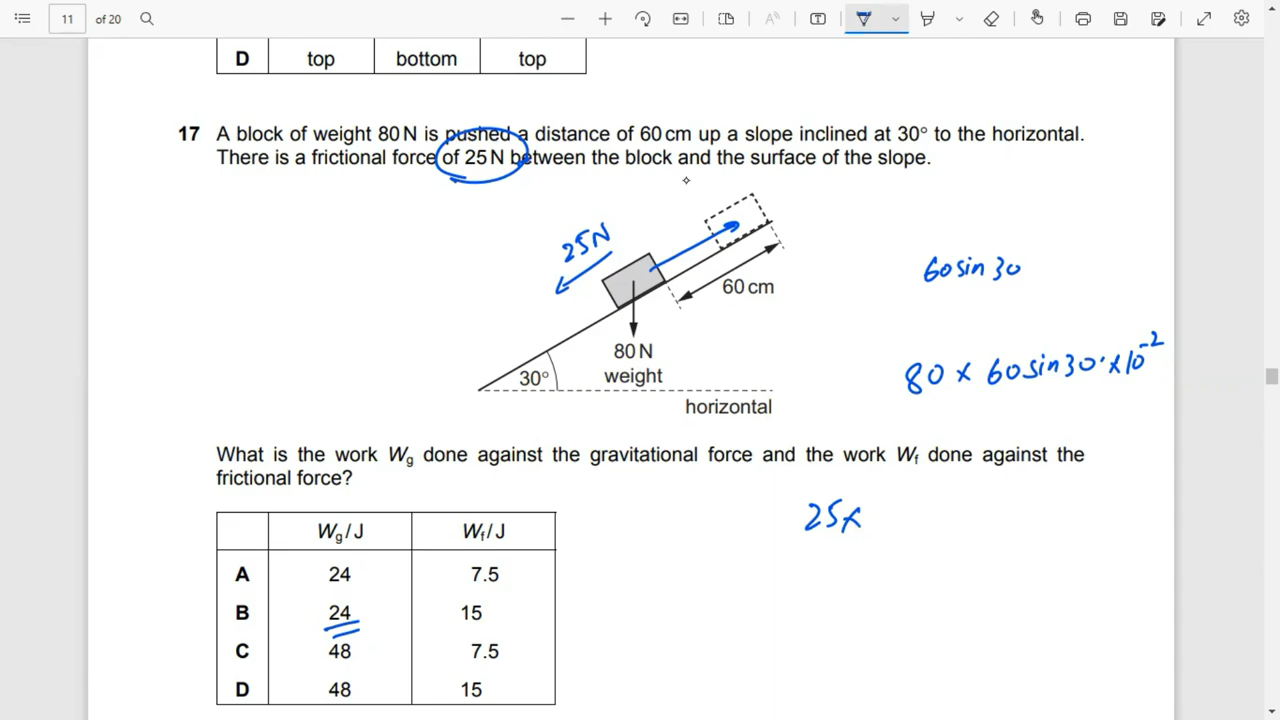 11 of 20
D top bottom top
17 A block of weight 80 N is pushed a distance of 60 cm up a slope inclined at 30° to the horizontal.
There is a frictional force of 25 N between the block and the surface of the slope.
25N
60 sin 30
60 cm
80 N
weight
30°
80 × 60 sin 30° × 10⁻²
horizontal
What is the work Wg done against the gravitational force and the work Wf done against the
frictional force?
25×
Wg / J Wf / J
A 24 7.5
B 24 15
C 48 7.5
D 48 15